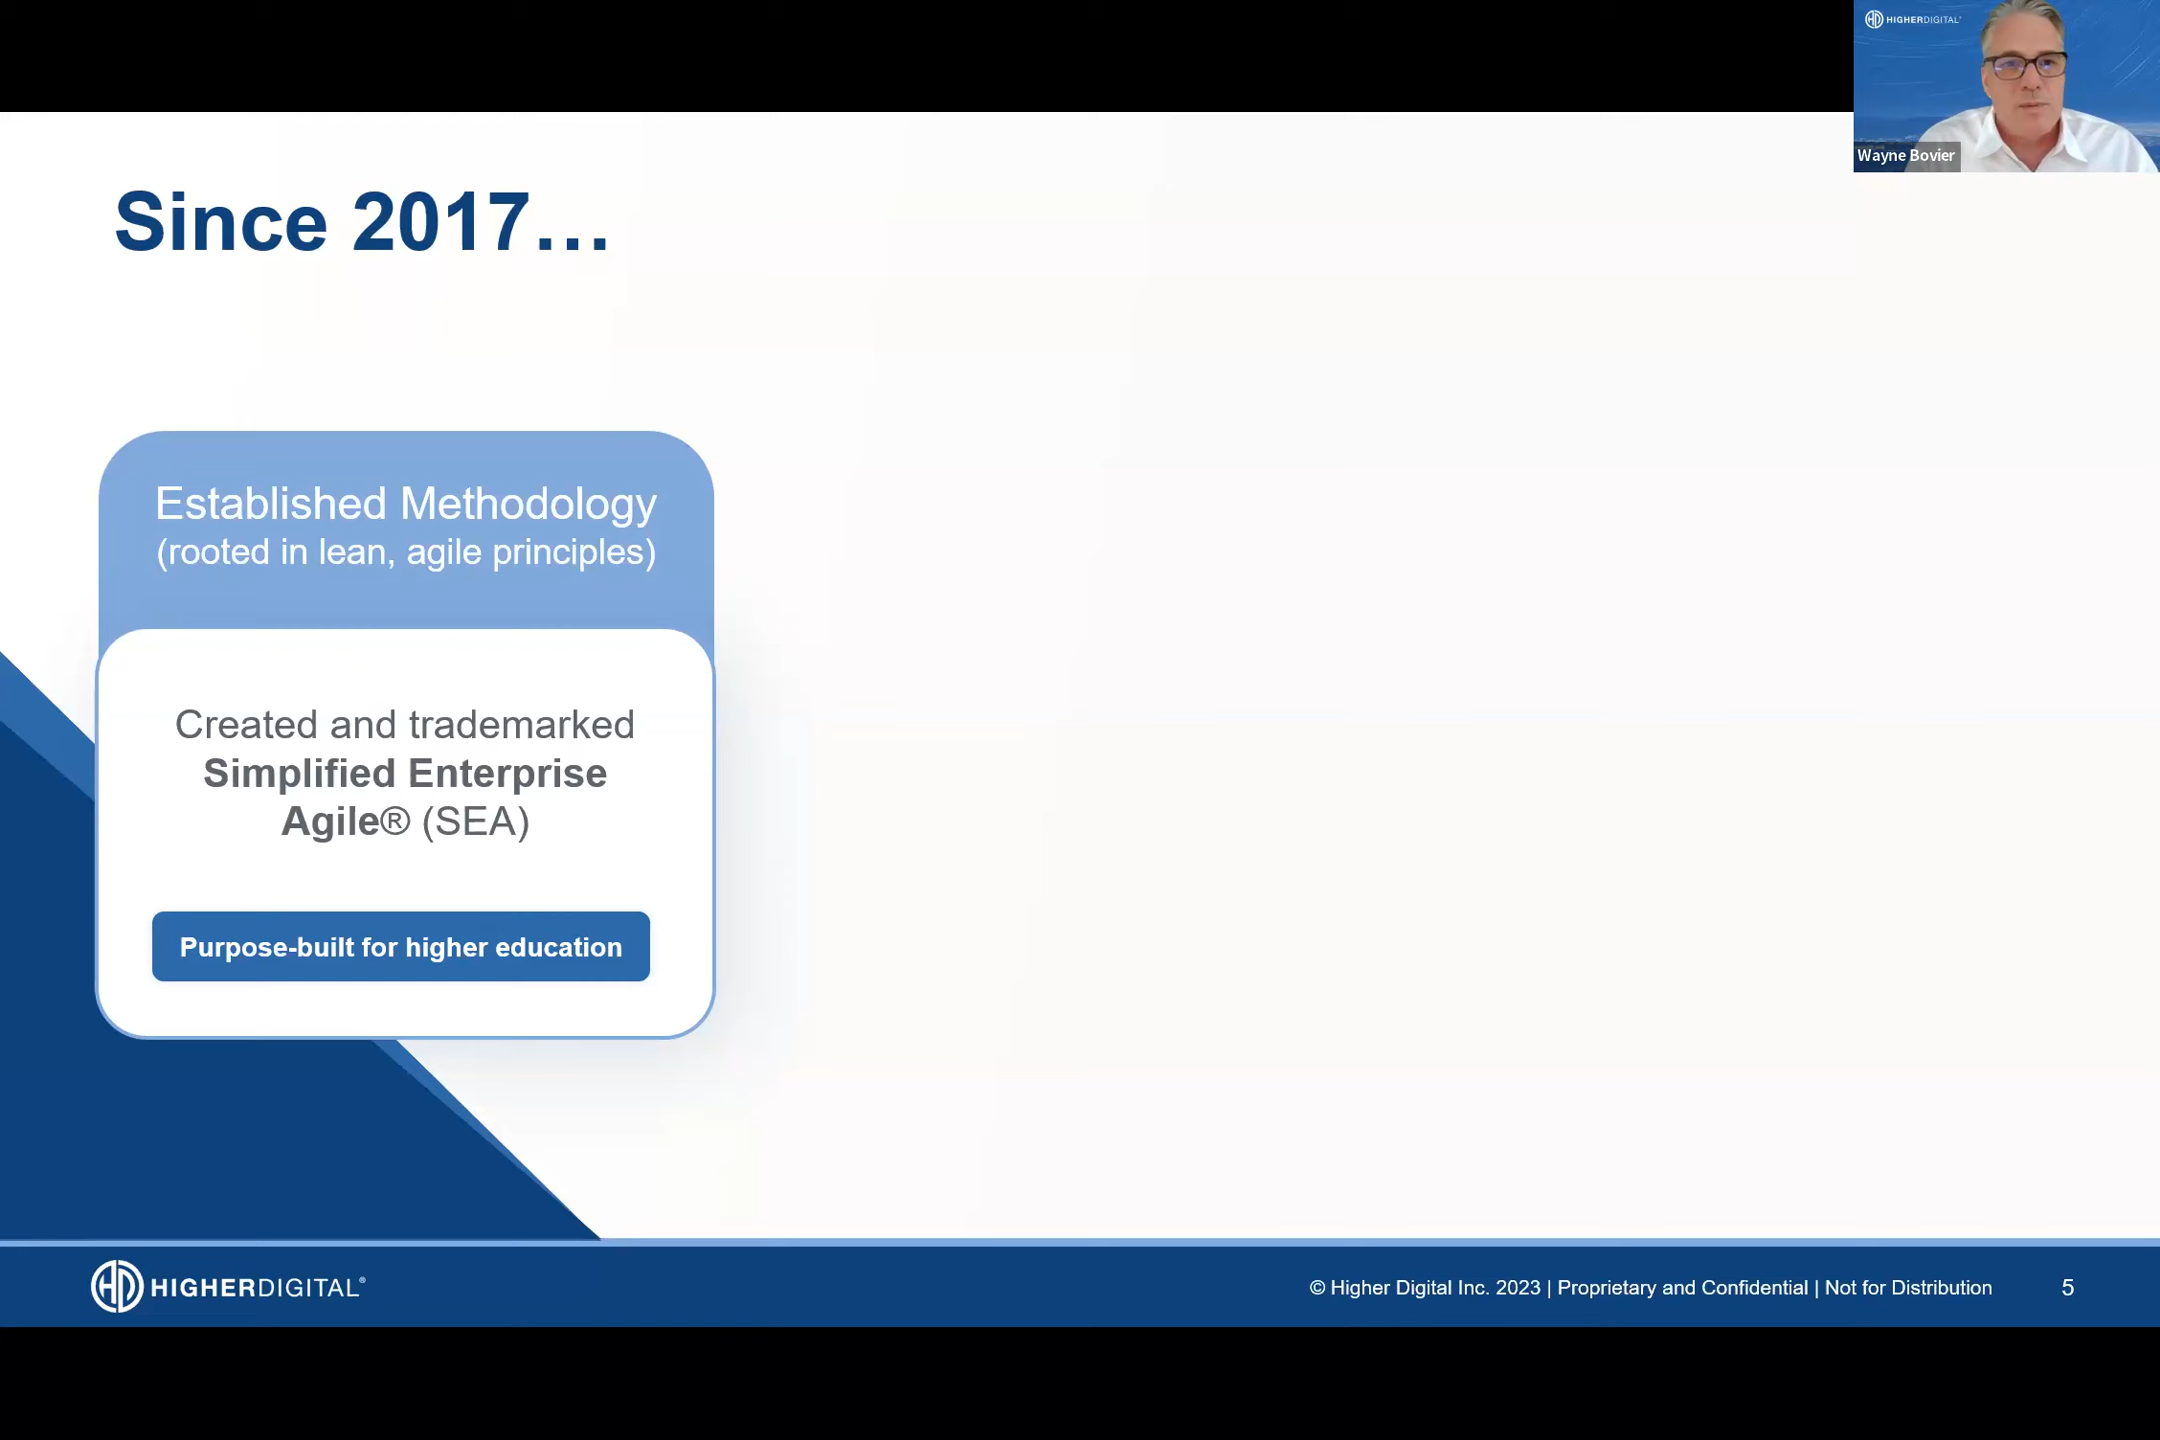 HIGHERDIGITAL
Wayne Bovier
Since 2017…
Established Methodology
(rooted in lean, agile principles)
Created and trademarked
Simplified Enterprise
Agile® (SEA)
Purpose-built for higher education
HIGHERDIGITAL®
© Higher Digital Inc. 2023 | Proprietary and Confidential | Not for Distribution
5